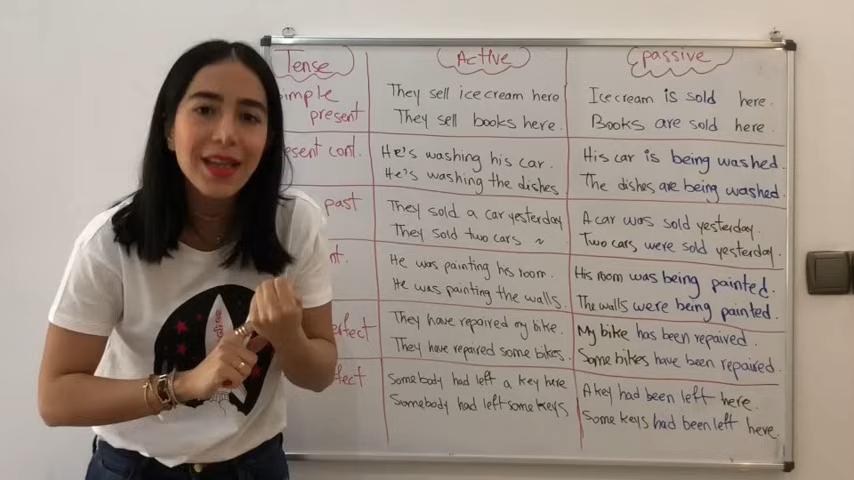 Tense Active passive
simple present
They sell ice cream here
They sell books here.
Ice cream is sold here.
Books are sold here.
esent cont.
He's washing his car.
He's washing the dishes
His car is being washed.
The dishes are being washed.
past
They sold a car yesterday
They sold two cars ~
A car was sold yesterday.
Two cars were sold yesterday.
nt.
He was painting his room.
He was painting the walls.
His room was being painted.
The walls were being painted.
erfect
They have repaired my bike.
They have repaired some bikes.
My bike has been repaired.
Some bikes have been repaired.
fect
Somebody had left a key here
Somebody had left some keys
A key had been left here.
Some keys had been left here.